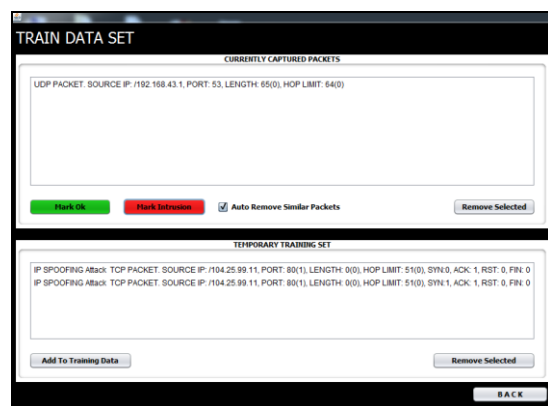 TRAIN DATA SET
CURRENTLY CAPTURED PACKETS
UDP PACKET. SOURCE IP: /192.168.43.1, PORT: 53, LENGTH: 65(0), HOP LIMIT: 64(0)
Mark Ok
Mark Intrusion
Auto Remove Similar Packets
Remove Selected
TEMPORARY TRAINING SET
IP SPOOFING Attack TCP PACKET. SOURCE IP: /104.25.99.11, PORT: 80(1), LENGTH: 0(0), HOP LIMIT: 51(0), SYN:0, ACK: 1, RST: 0, FIN: 0
IP SPOOFING Attack TCP PACKET. SOURCE IP: /104.25.99.11, PORT: 80(1), LENGTH: 0(0), HOP LIMIT: 51(0), SYN:1, ACK: 1, RST: 0, FIN: 0
Add To Training Data
Remove Selected
BACK